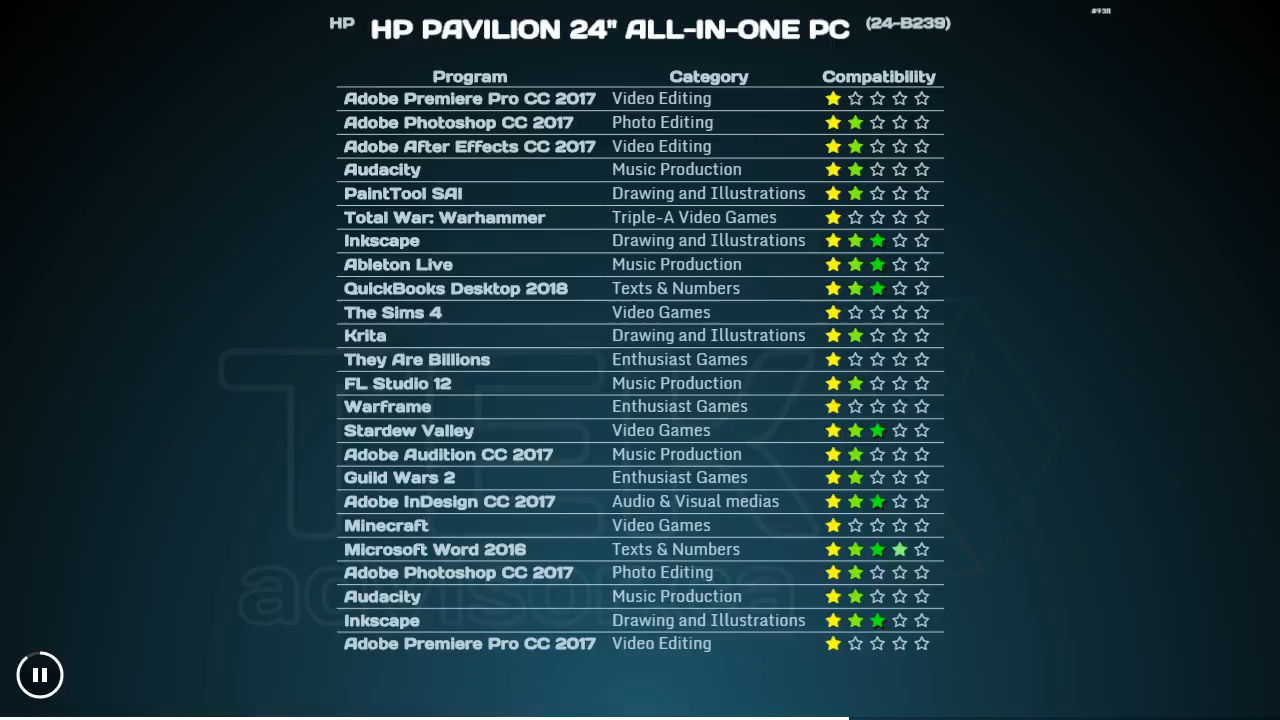 HP HP PAVILION 24" ALL-IN-ONE PC (24-B239)
#938
Program Category Compatibility
Adobe Premiere Pro CC 2017 Video Editing
Adobe Photoshop CC 2017 Photo Editing
Adobe After Effects CC 2017 Video Editing
Audacity Music Production
PaintTool SAI Drawing and Illustrations
Total War: Warhammer Triple-A Video Games
Inkscape Drawing and Illustrations
Ableton Live Music Production
QuickBooks Desktop 2018 Texts & Numbers
The Sims 4 Video Games
Krita Drawing and Illustrations
They Are Billions Enthusiast Games
FL Studio 12 Music Production
Warframe Enthusiast Games
Stardew Valley Video Games
Adobe Audition CC 2017 Music Production
Guild Wars 2 Enthusiast Games
Adobe InDesign CC 2017 Audio & Visual medias
Minecraft Video Games
Microsoft Word 2016 Texts & Numbers
Adobe Photoshop CC 2017 Photo Editing
Audacity Music Production
Inkscape Drawing and Illustrations
Adobe Premiere Pro CC 2017 Video Editing
TEK